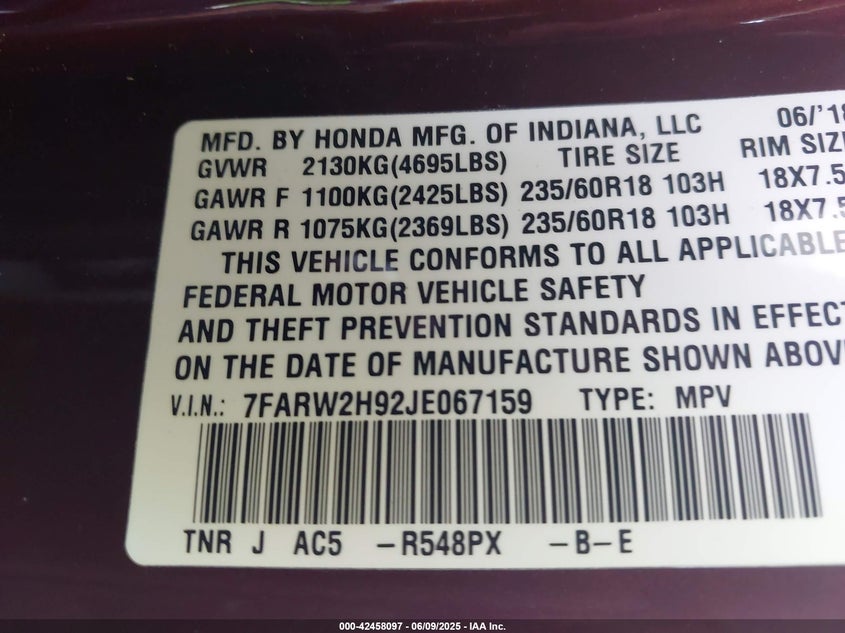 MFD. BY HONDA MFG. OF INDIANA, LLC 06/'18
GVWR 2130KG(4695LBS) TIRE SIZE RIM SIZE
GAWR F 1100KG(2425LBS) 235/60R18 103H 18X7.5
GAWR R 1075KG(2369LBS) 235/60R18 103H 18X7.5
THIS VEHICLE CONFORMS TO ALL APPLICABLE
FEDERAL MOTOR VEHICLE SAFETY
AND THEFT PREVENTION STANDARDS IN EFFECT
ON THE DATE OF MANUFACTURE SHOWN ABOVE
V.I.N.: 7FARW2H92JE067159 TYPE: MPV
TNR J AC5 -R548PX -B-E
000-42458097 - 06/09/2025 - IAA Inc.